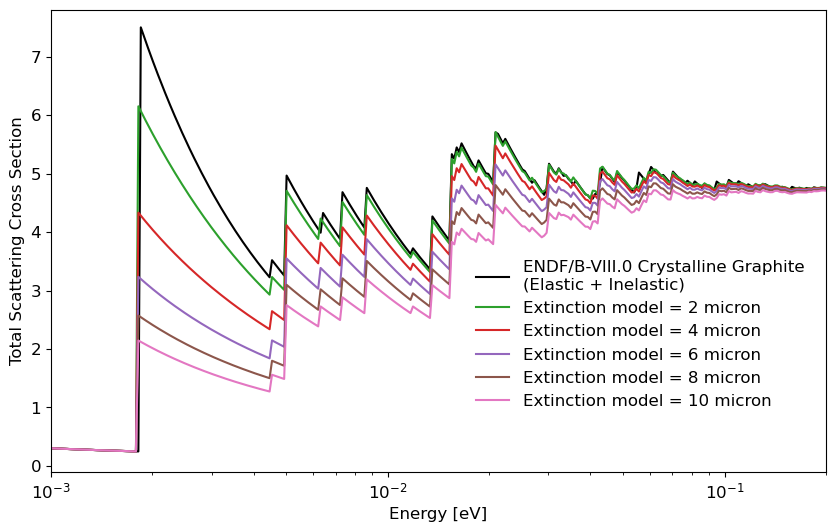 7
6
5
4
3
2
1
0
Total Scattering Cross Section
ENDF/B-VIII.0 Crystalline Graphite
(Elastic + Inelastic)
Extinction model = 2 micron
Extinction model = 4 micron
Extinction model = 6 micron
Extinction model = 8 micron
Extinction model = 10 micron
10⁻³ 10⁻² 10⁻¹
Energy [eV]